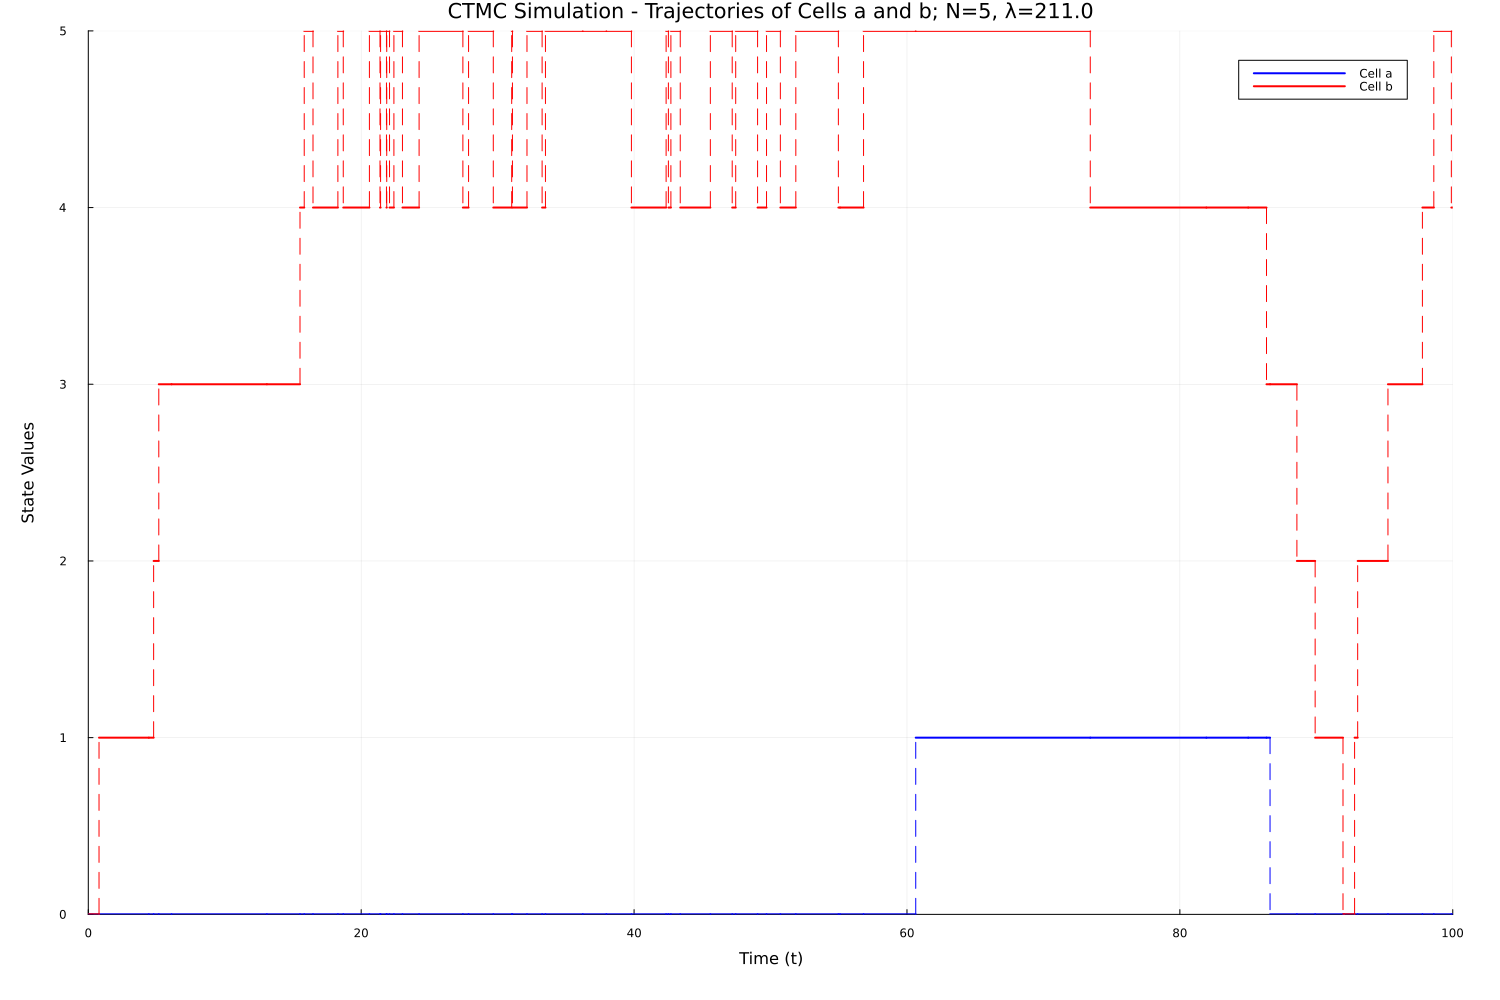 CTMC Simulation - Trajectories of Cells a and b; N=5, λ=211.0
5
4
3
2
1
0
State Values
Cell a
Cell b
0 20 40 60 80 100
Time (t)